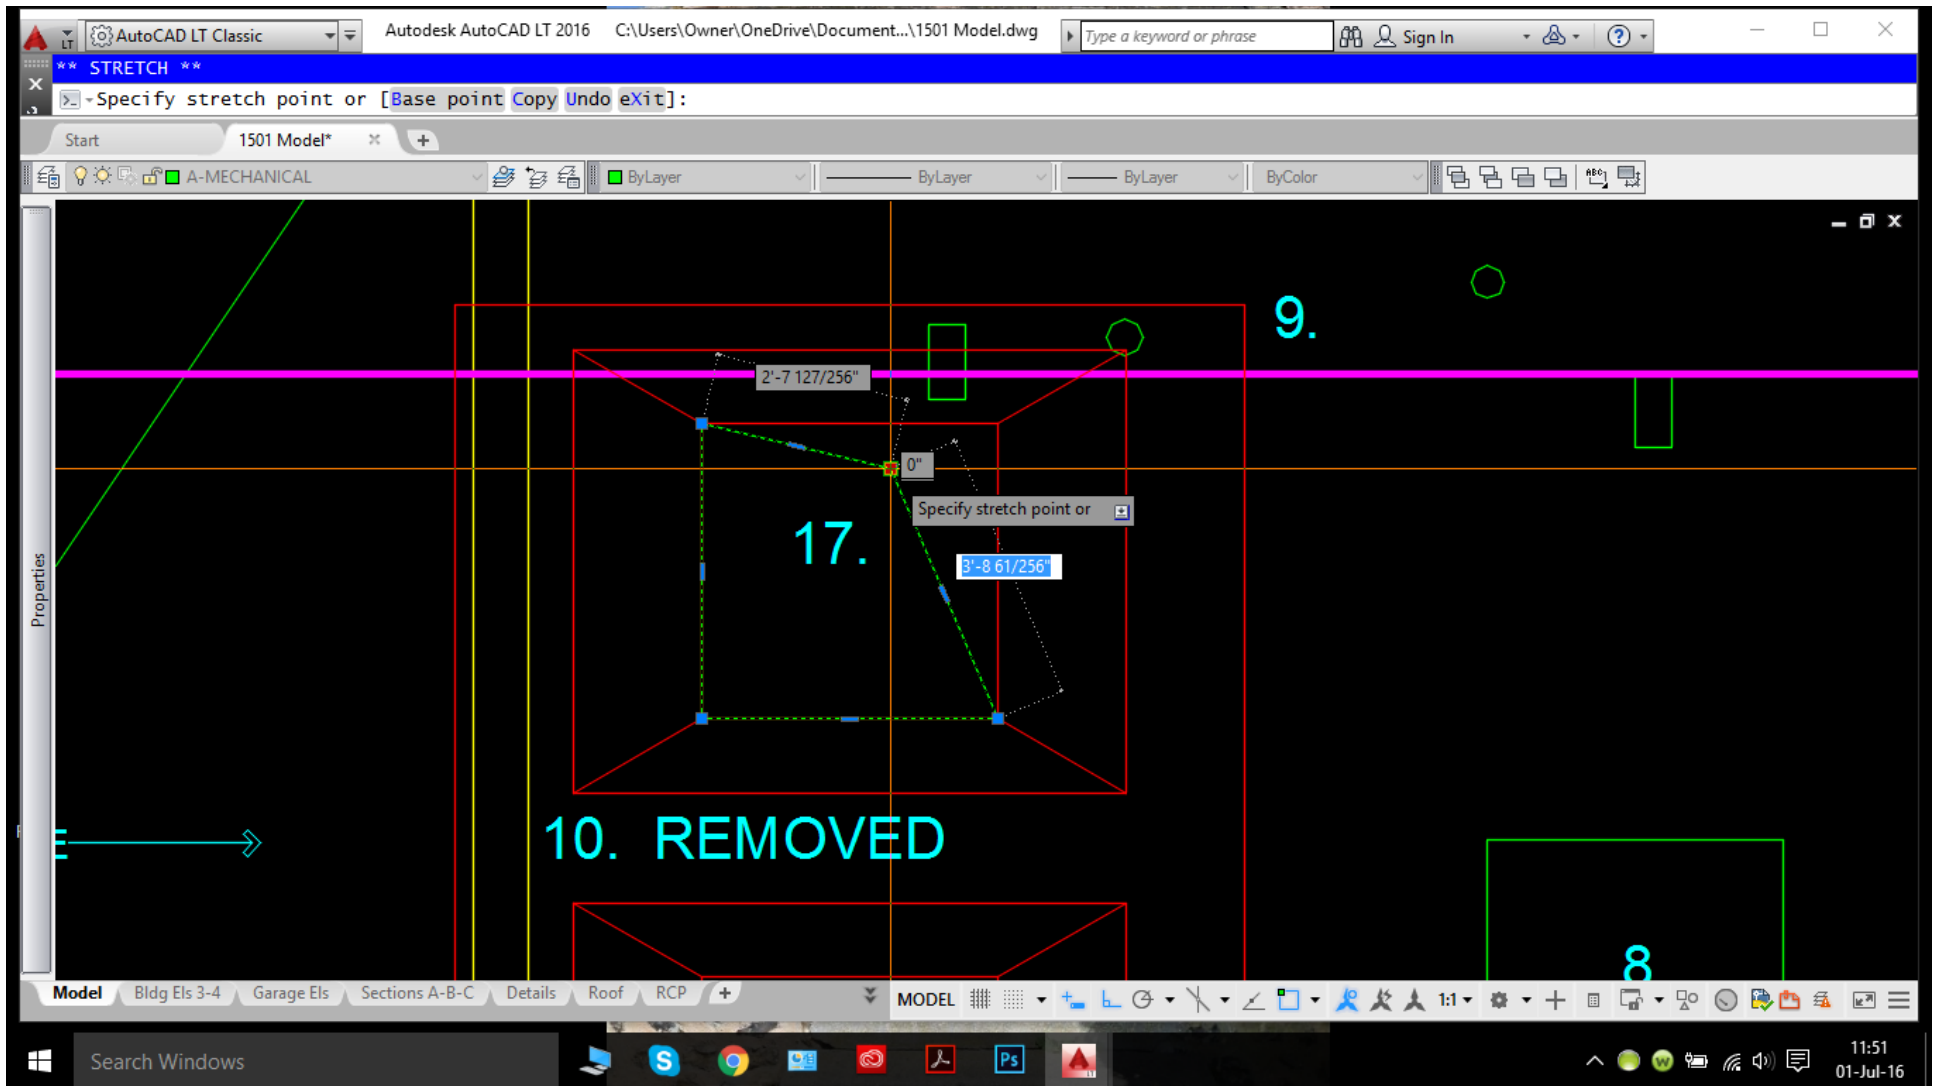 LT
AutoCAD LT Classic
Autodesk AutoCAD LT 2016 C:\Users\Owner\OneDrive\Document...\1501 Model.dwg
Type a keyword or phrase
Sign In
?
** STRETCH **
Specify stretch point or [Base point Copy Undo eXit]:
Start
1501 Model*
A-MECHANICAL
ByLayer
ByLayer
ByLayer
ByColor
Properties
9.
2'-7 127/256"
0"
Specify stretch point or
17.
3'-8 61/256"
10. REMOVED
E
8
Model
Bldg Els 3-4
Garage Els
Sections A-B-C
Details
Roof
RCP
MODEL
1:1
Search Windows
Ps
11:51
01-Jul-16